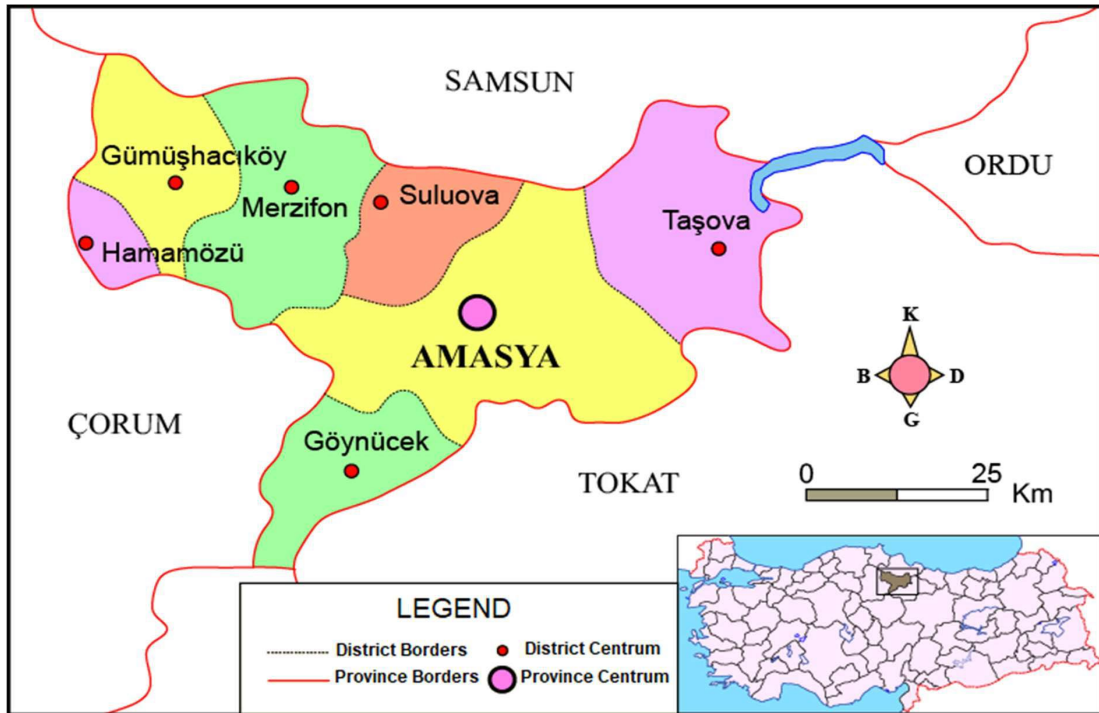 SAMSUN
ORDU
Gümüşhacıköy
Merzifon
Suluova
Hamamözü
Taşova
AMASYA
K
B D
G
ÇORUM
Göynücek
TOKAT
0 25
Km
LEGEND
District Borders
District Centrum
Province Borders
Province Centrum